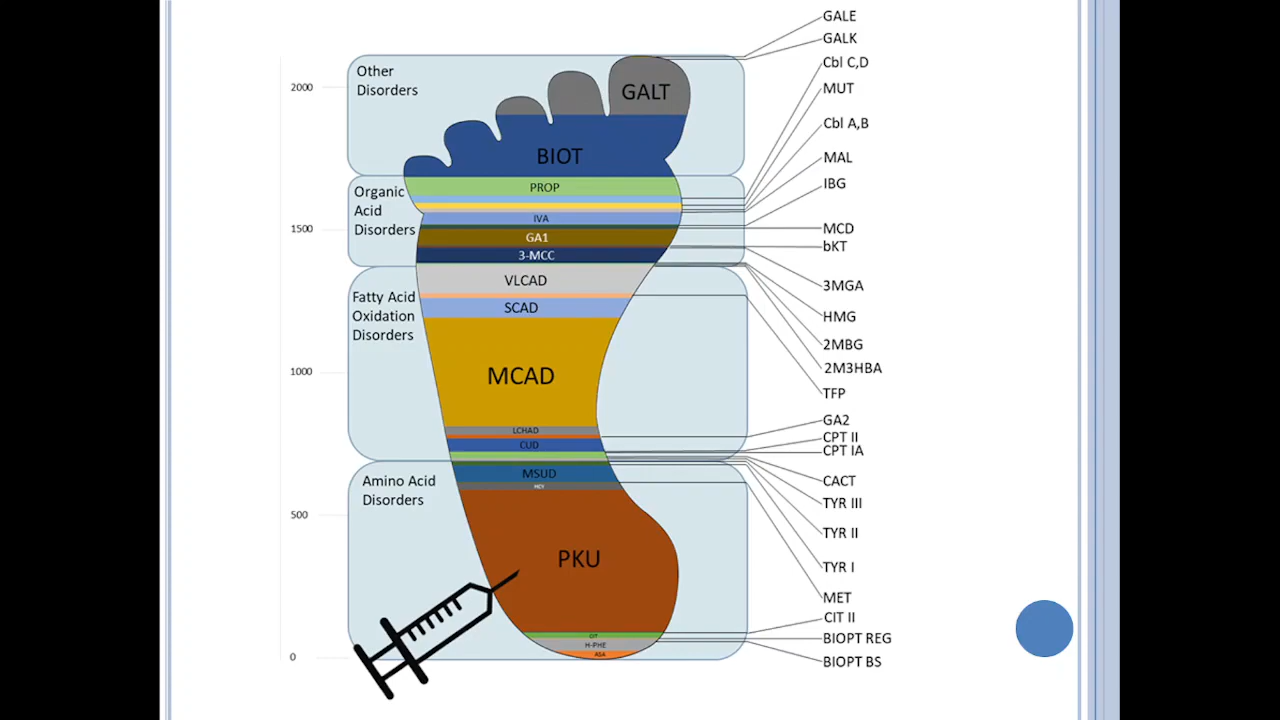 GALE
GALK
Other
Disorders
2000
GALT
Cbl C,D
MUT
Cbl A,B
BIOT
MAL
IBG
Organic
Acid
Disorders
PROP
IVA
1500
MCD
GA1
bKT
3-MCC
VLCAD
3MGA
Fatty Acid
Oxidation
Disorders
SCAD
HMG
2MBG
1000
MCAD
2M3HBA
TFP
GA2
LCHAD
CPT II
CUD
CPT IA
Amino Acid
Disorders
MSUD
CACT
HCY
TYR III
500
TYR II
PKU
TYR I
MET
CIT II
CIT
BIOPT REG
H-PHE
ASA
0
BIOPT BS